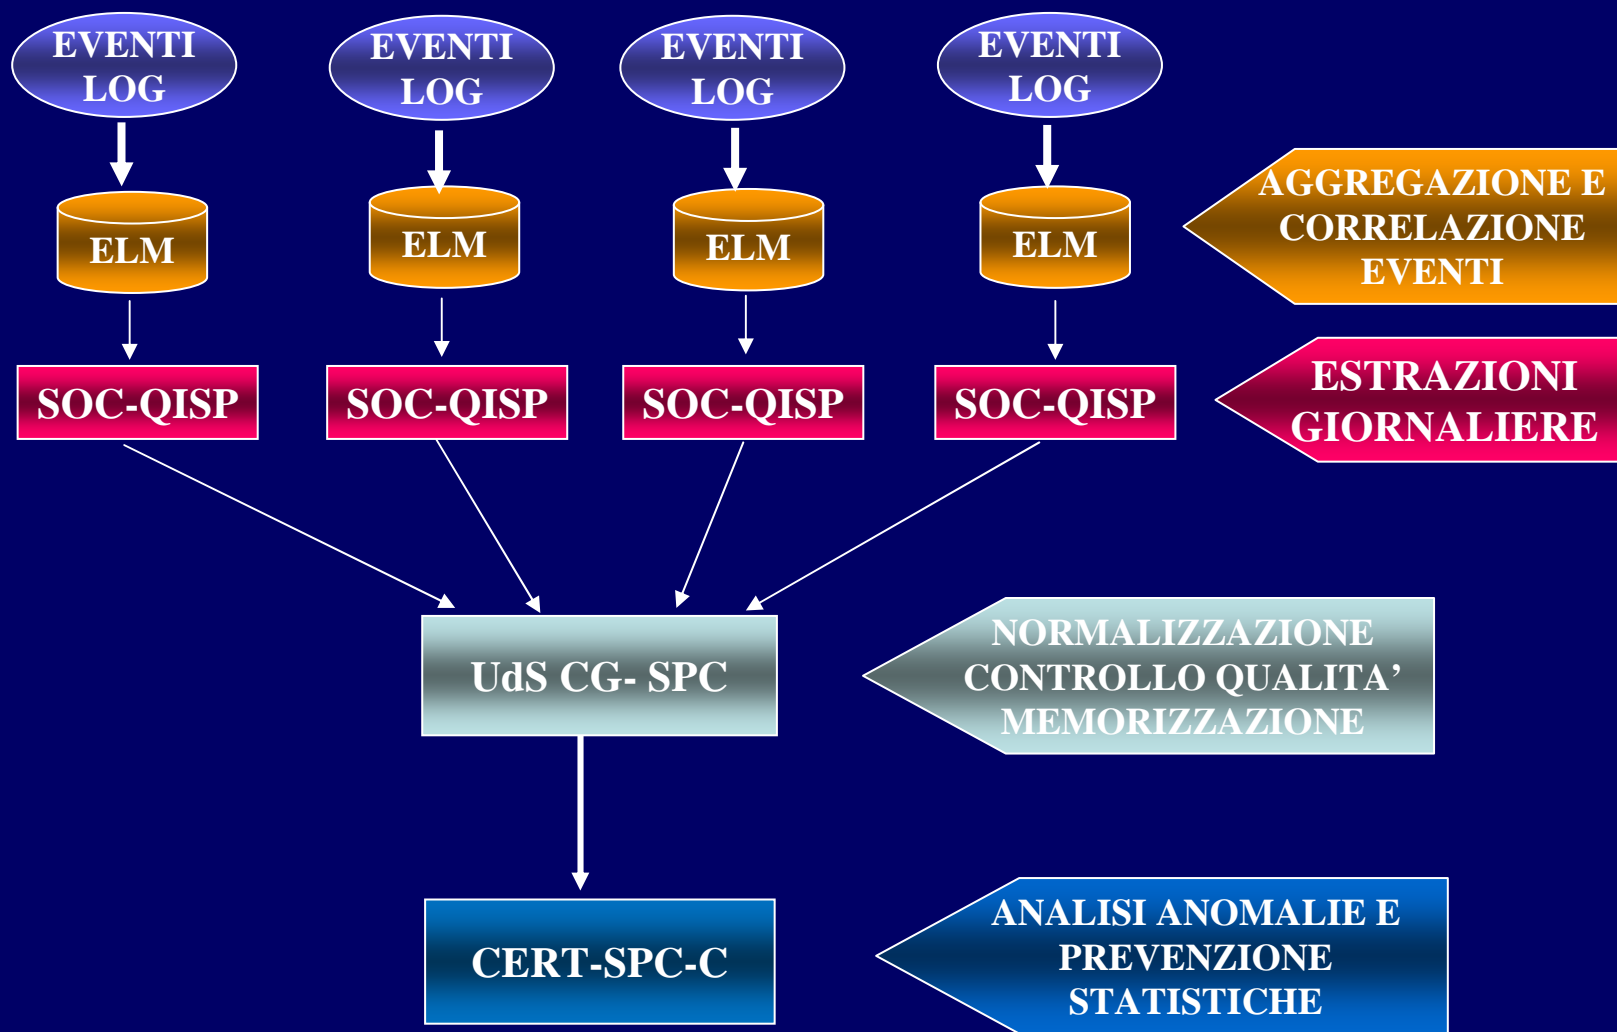 EVENTI
LOG
EVENTI
LOG
EVENTI
LOG
EVENTI
LOG
ELM
ELM
ELM
ELM
AGGREGAZIONE E
CORRELAZIONE
EVENTI
SOC-QISP
SOC-QISP
SOC-QISP
SOC-QISP
ESTRAZIONI
GIORNALIERE
UdS CG- SPC
NORMALIZZAZIONE
CONTROLLO QUALITA’
MEMORIZZAZIONE
CERT-SPC-C
ANALISI ANOMALIE E
PREVENZIONE
STATISTICHE